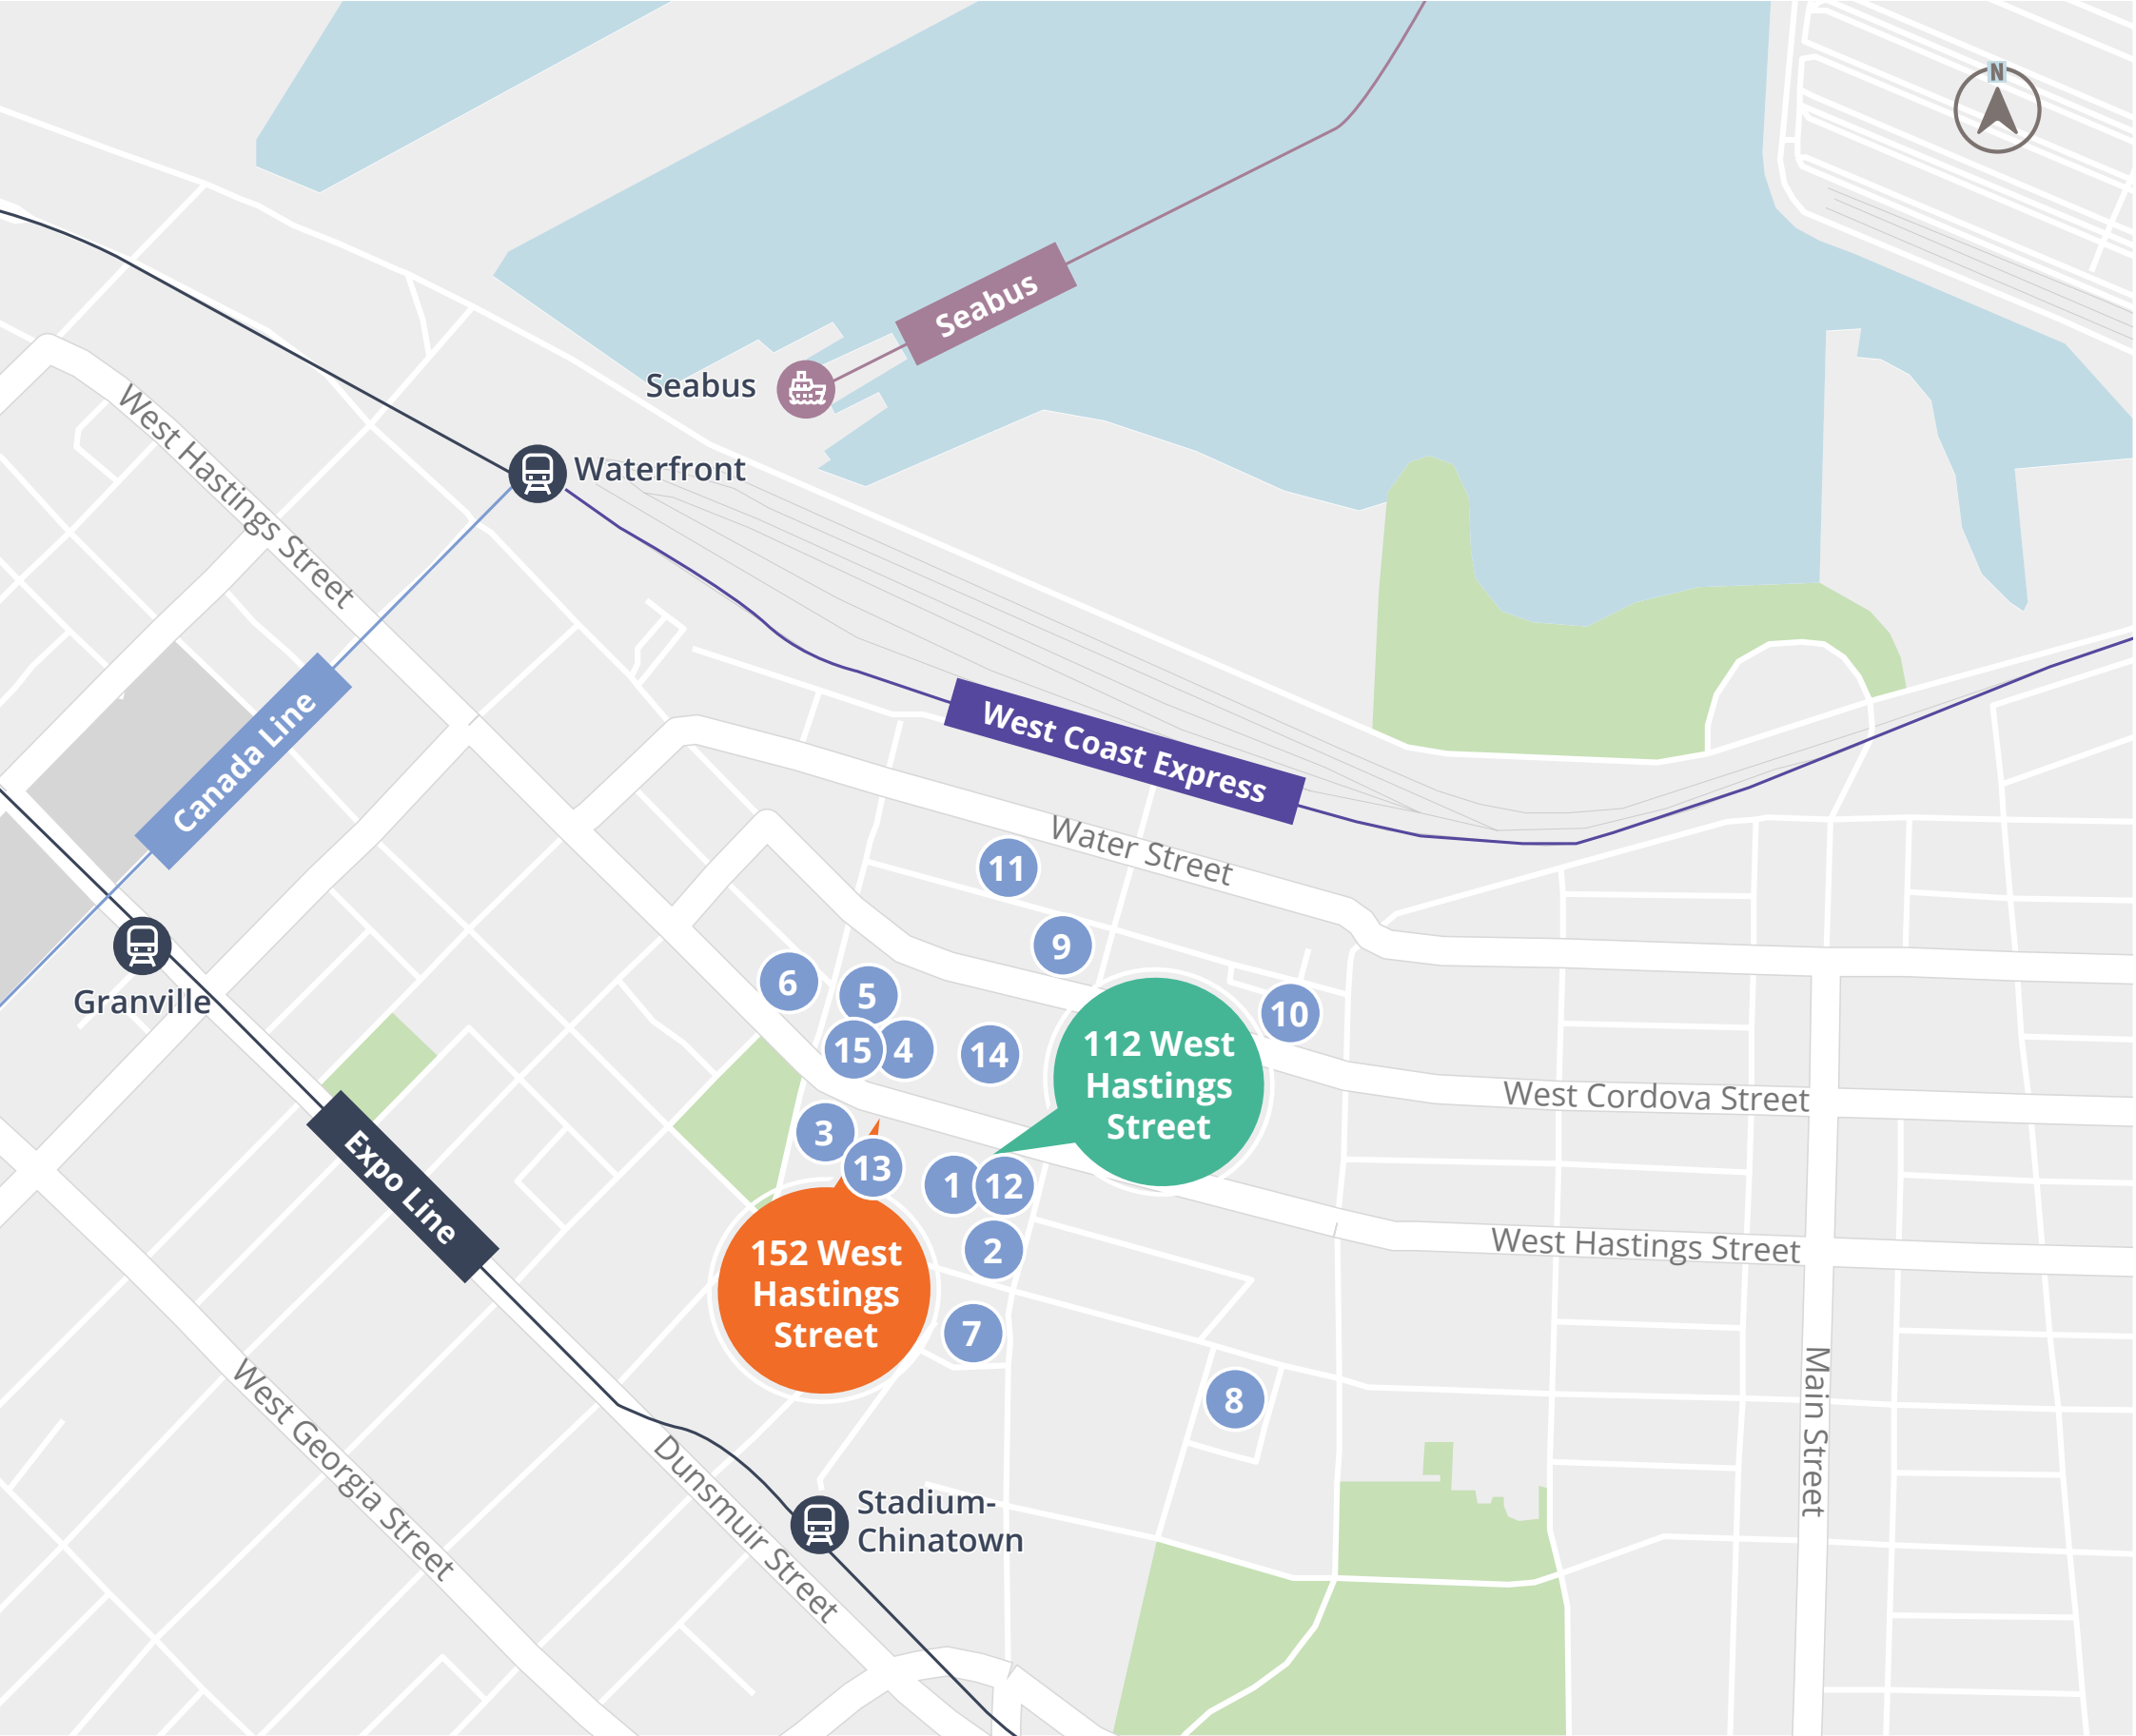 N
Seabus
Seabus
West Hastings Street
Waterfront
Canada Line
West Coast Express
Water Street
11
9
Granville
6
5
10
15
4
14
112 West
Hastings
Street
West Cordova Street
3
13
1
12
Expo Line
2
West Hastings Street
152 West
Hastings
Street
7
8
Main Street
West Georgia Street
Dunsmuir Street
Stadium-
Chinatown